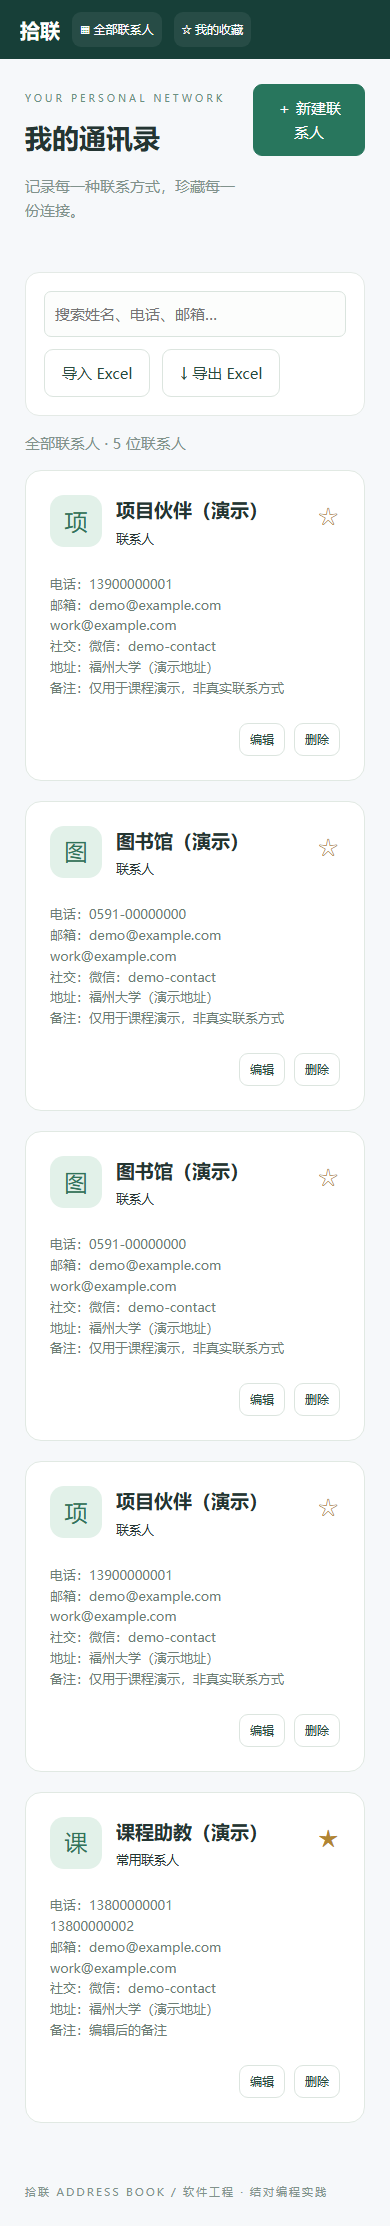 拾联 ▦ 全部联系人 ☆ 我的收藏
YOUR PERSONAL NETWORK
我的通讯录
记录每一种联系方式，珍藏每一
份连接。
＋ 新建联
系人
搜索姓名、电话、邮箱...
导入 Excel ↓ 导出 Excel
全部联系人 · 5 位联系人
项 项目伙伴（演示） ☆
联系人
电话：13900000001
邮箱：demo@example.com
work@example.com
社交：微信：demo-contact
地址：福州大学（演示地址）
备注：仅用于课程演示，非真实联系方式
编辑 删除
图 图书馆（演示） ☆
联系人
电话：0591-00000000
邮箱：demo@example.com
work@example.com
社交：微信：demo-contact
地址：福州大学（演示地址）
备注：仅用于课程演示，非真实联系方式
编辑 删除
图 图书馆（演示） ☆
联系人
电话：0591-00000000
邮箱：demo@example.com
work@example.com
社交：微信：demo-contact
地址：福州大学（演示地址）
备注：仅用于课程演示，非真实联系方式
编辑 删除
项 项目伙伴（演示） ☆
联系人
电话：13900000001
邮箱：demo@example.com
work@example.com
社交：微信：demo-contact
地址：福州大学（演示地址）
备注：仅用于课程演示，非真实联系方式
编辑 删除
课 课程助教（演示） ★
常用联系人
电话：13800000001
13800000002
邮箱：demo@example.com
work@example.com
社交：微信：demo-contact
地址：福州大学（演示地址）
备注：编辑后的备注
编辑 删除
拾联 ADDRESS BOOK / 软件工程 · 结对编程实践